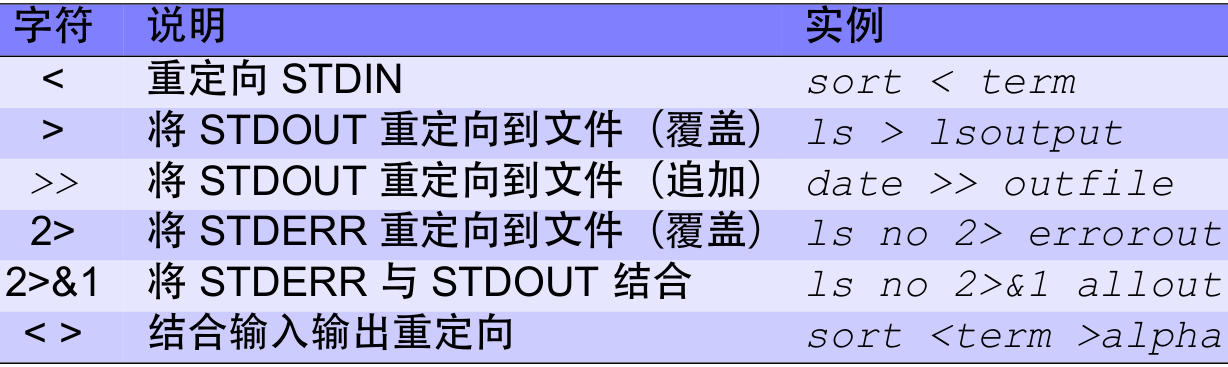 字符 说明 实例
< 重定向 STDIN sort < term
> 将 STDOUT 重定向到文件（覆盖） ls > lsoutput
>> 将 STDOUT 重定向到文件（追加） date >> outfile
2> 将 STDERR 重定向到文件（覆盖） ls no 2> errorout
2>&1 将 STDERR 与 STDOUT 结合 ls no 2>&1 allout
< > 结合输入输出重定向 sort <term >alpha